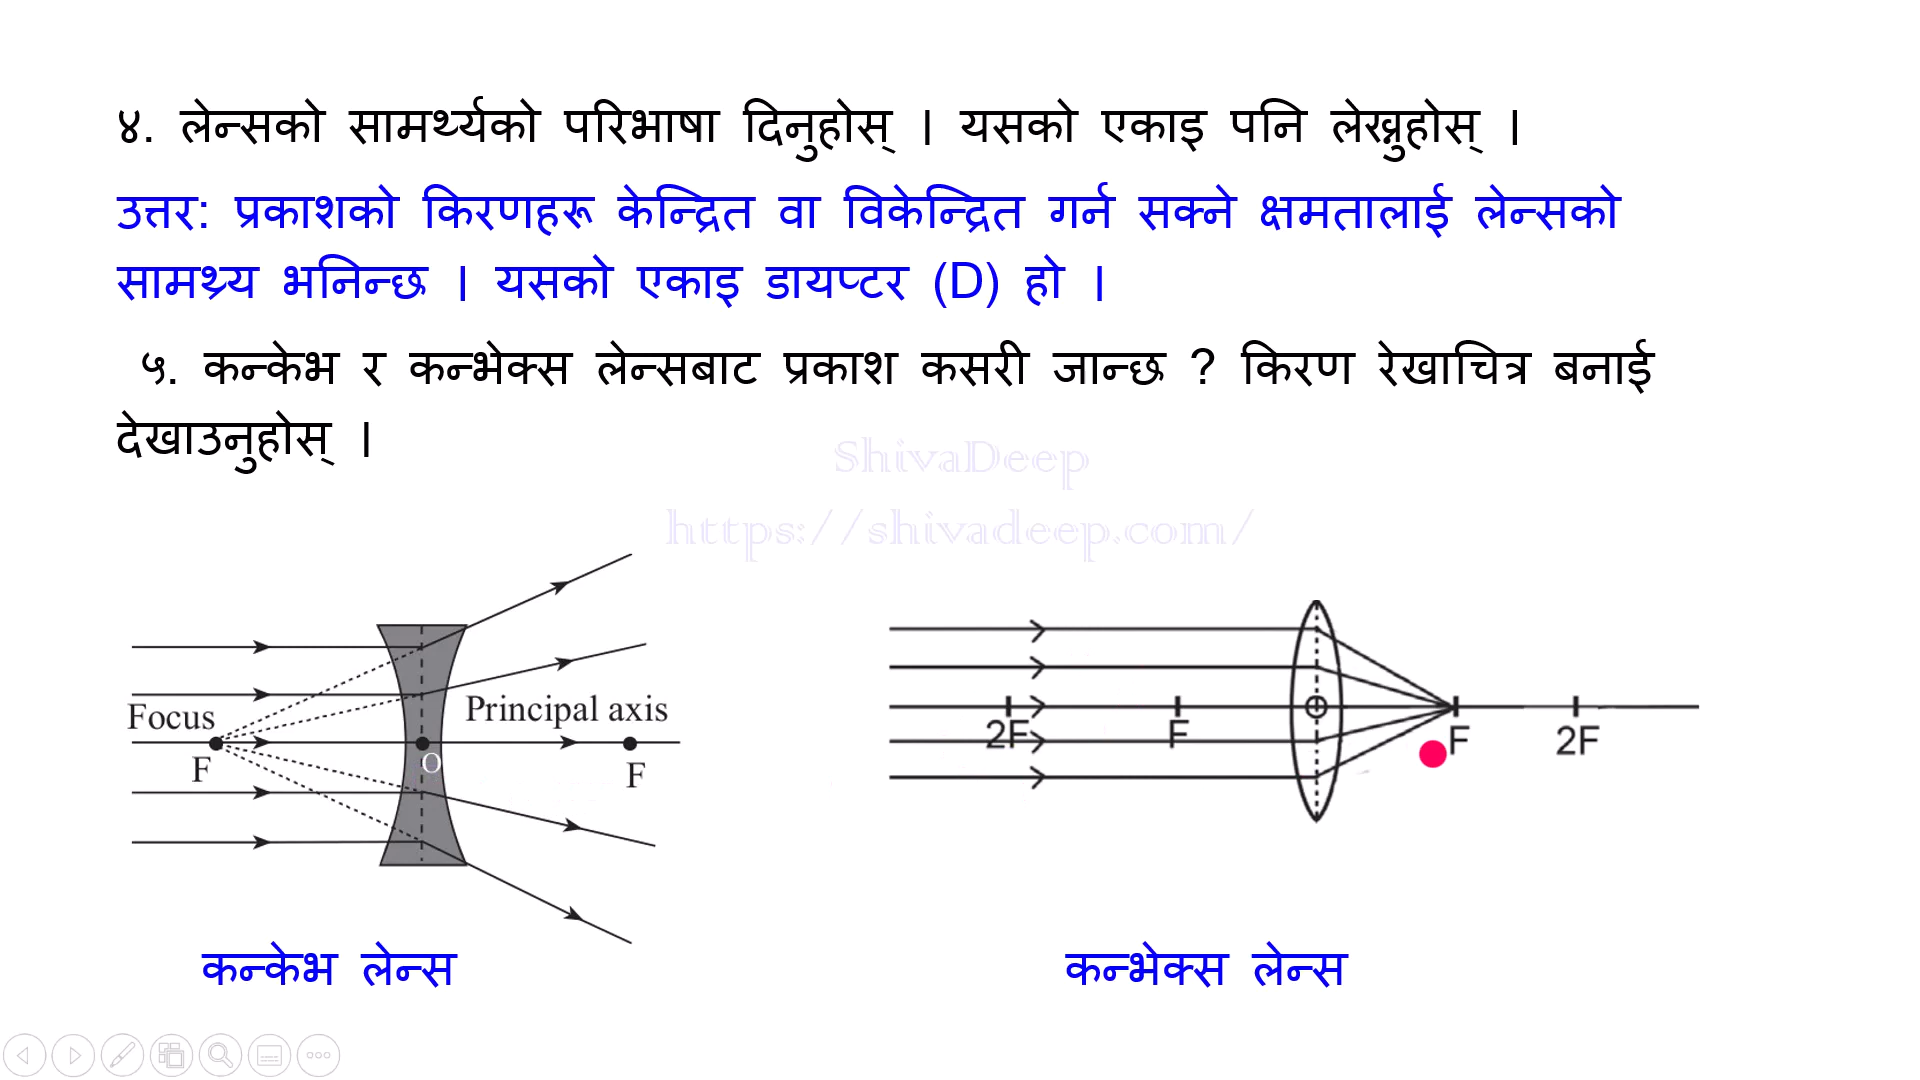 ४. लेन्सको सामर्थ्यको परिभाषा दिनुहोस् । यसको एकाइ पनि लेख्नुहोस् ।
उत्तर: प्रकाशको किरणहरू केन्द्रित वा विकेन्द्रित गर्न सक्ने क्षमतालाई लेन्सको
सामथ्र्य भनिन्छ । यसको एकाइ डायप्टर (D) हो ।
५. कन्केभ र कन्भेक्स लेन्सबाट प्रकाश कसरी जान्छ ? किरण रेखाचित्र बनाई
देखाउनुहोस् ।
ShivaDeep
https://shivadeep.com/
Focus
Principal axis
F
O
F
2F
F
O
F
2F
कन्केभ लेन्स
कन्भेक्स लेन्स